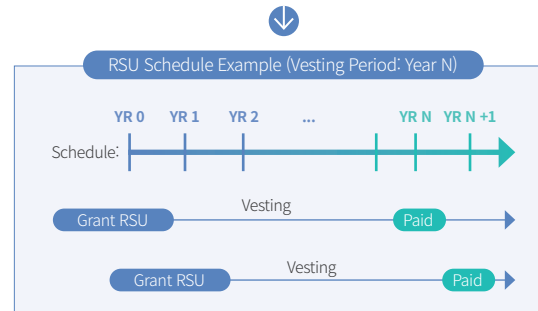 RSU Schedule Example (Vesting Period: Year N)
YR 0 YR 1 YR 2 ... YR N YR N +1
Schedule:
Vesting
Grant RSU Paid
Vesting
Grant RSU Paid